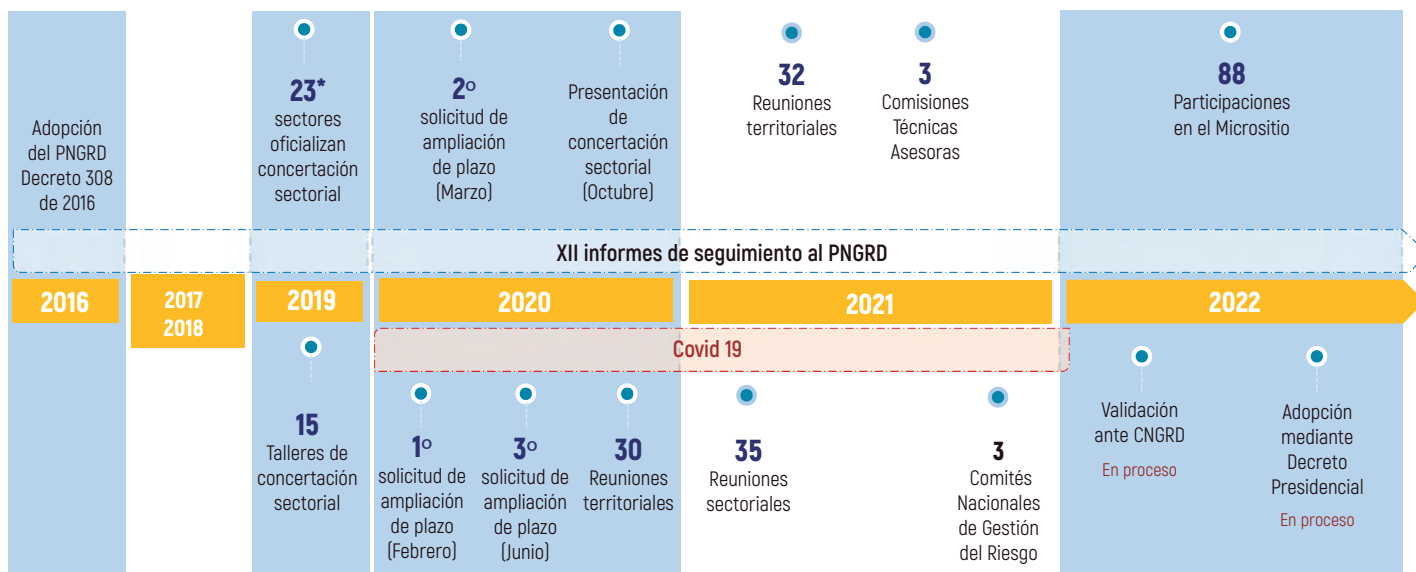 Adopción
del PNGRD
Decreto 308
de 2016
23*
sectores
oficializan
concertación
sectorial
2º
solicitud de
ampliación
de plazo
(Marzo)
Presentación
de
concertación
sectorial
(Octubre)
32
Reuniones
territoriales
3
Comisiones
Técnicas
Asesoras
88
Participaciones
en el Micrositio
XII informes de seguimiento al PNGRD
2016
2017
2018
2019
2020
2021
2022
Covid 19
15
Talleres de
concertación
sectorial
1º
solicitud de
ampliación
de plazo
(Febrero)
3º
solicitud de
ampliación
de plazo
(Junio)
30
Reuniones
territoriales
35
Reuniones
sectoriales
3
Comités
Nacionales
de Gestión
del Riesgo
Validación
ante CNGRD
En proceso
Adopción
mediante
Decreto
Presidencial
En proceso